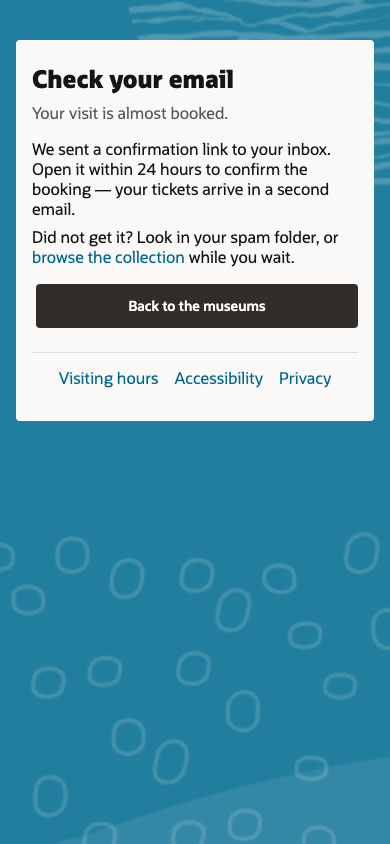 Check your email
Your visit is almost booked.
We sent a confirmation link to your inbox.
Open it within 24 hours to confirm the
booking — your tickets arrive in a second
email.
Did not get it? Look in your spam folder, or
browse the collection while you wait.
Back to the museums
Visiting hours Accessibility Privacy